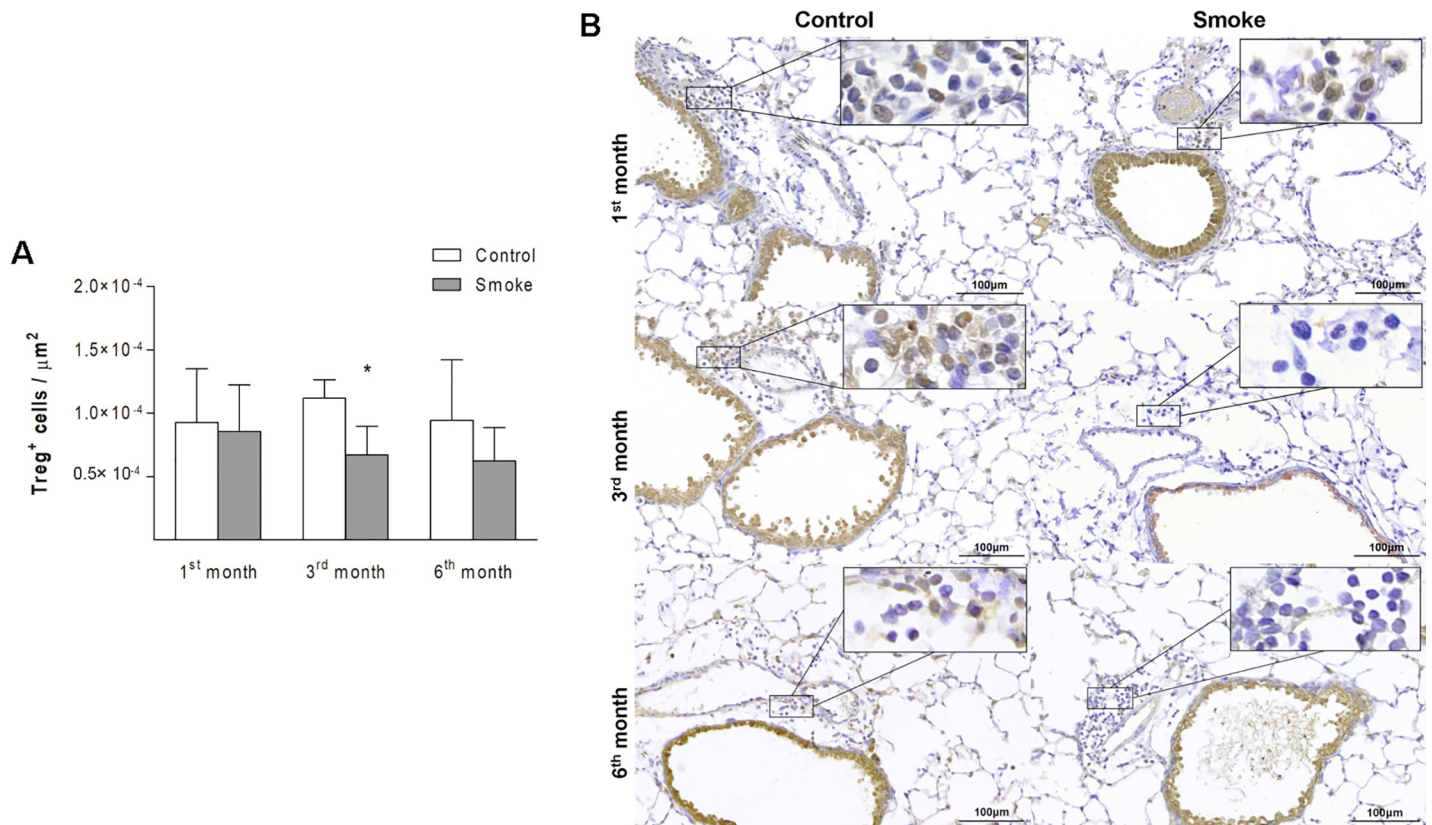 A
Control
Smoke
Treg⁺ cells / μm²
2.0× 10⁻⁴
1.5× 10⁻⁴
1.0× 10⁻⁴
0.5× 10⁻⁴
*
1ˢᵗ month
3ʳᵈ month
6ᵗʰ month
B
Control
Smoke
1ˢᵗ month
100μm
100μm
3ʳᵈ month
100μm
100μm
6ᵗʰ month
100μm
100μm